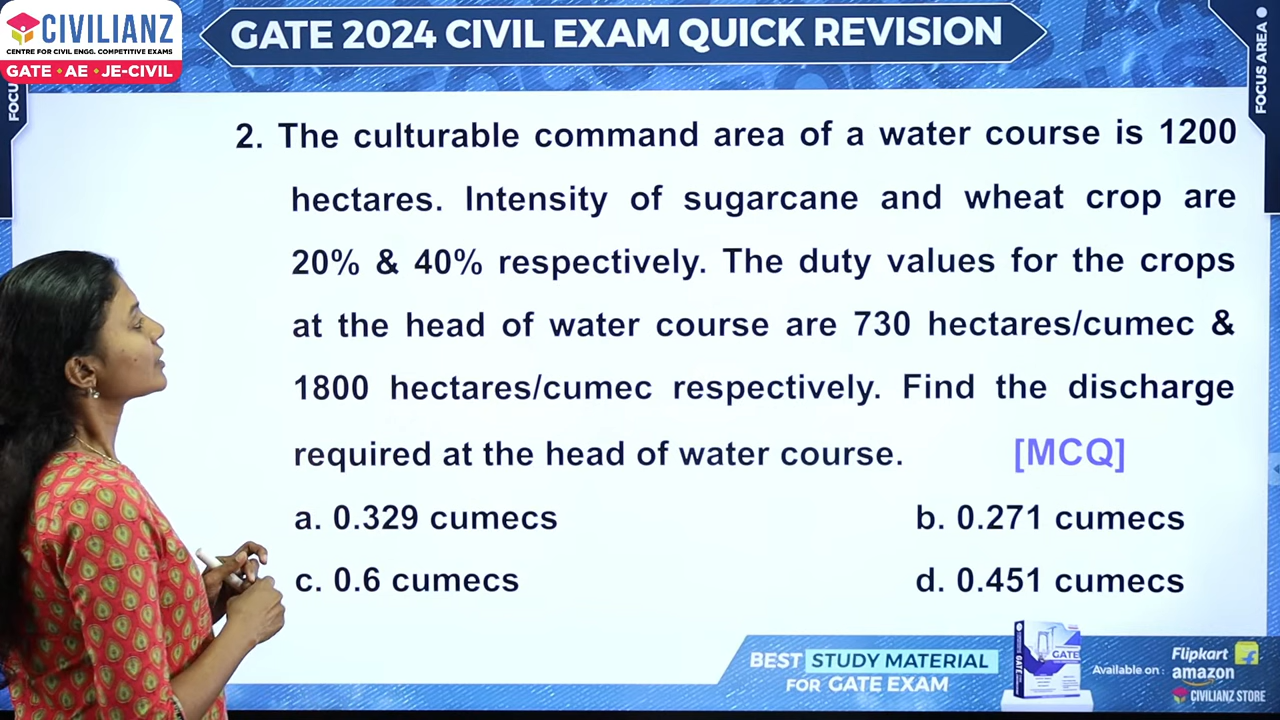 CIVILIANZ
CENTRE FOR CIVIL ENGG. COMPETITIVE EXAMS
GATE • AE • JE-CIVIL
GATE 2024 CIVIL EXAM QUICK REVISION
FOCUS AREA
FOCU
2. The culturable command area of a water course is 1200
hectares. Intensity of sugarcane and wheat crop are
20% & 40% respectively. The duty values for the crops
at the head of water course are 730 hectares/cumec &
1800 hectares/cumec respectively. Find the discharge
required at the head of water course. [MCQ]
a. 0.329 cumecs b. 0.271 cumecs
c. 0.6 cumecs d. 0.451 cumecs
BEST STUDY MATERIAL
FOR GATE EXAM
GATE
Available on :
Flipkart
amazon
CIVILIANZ STORE